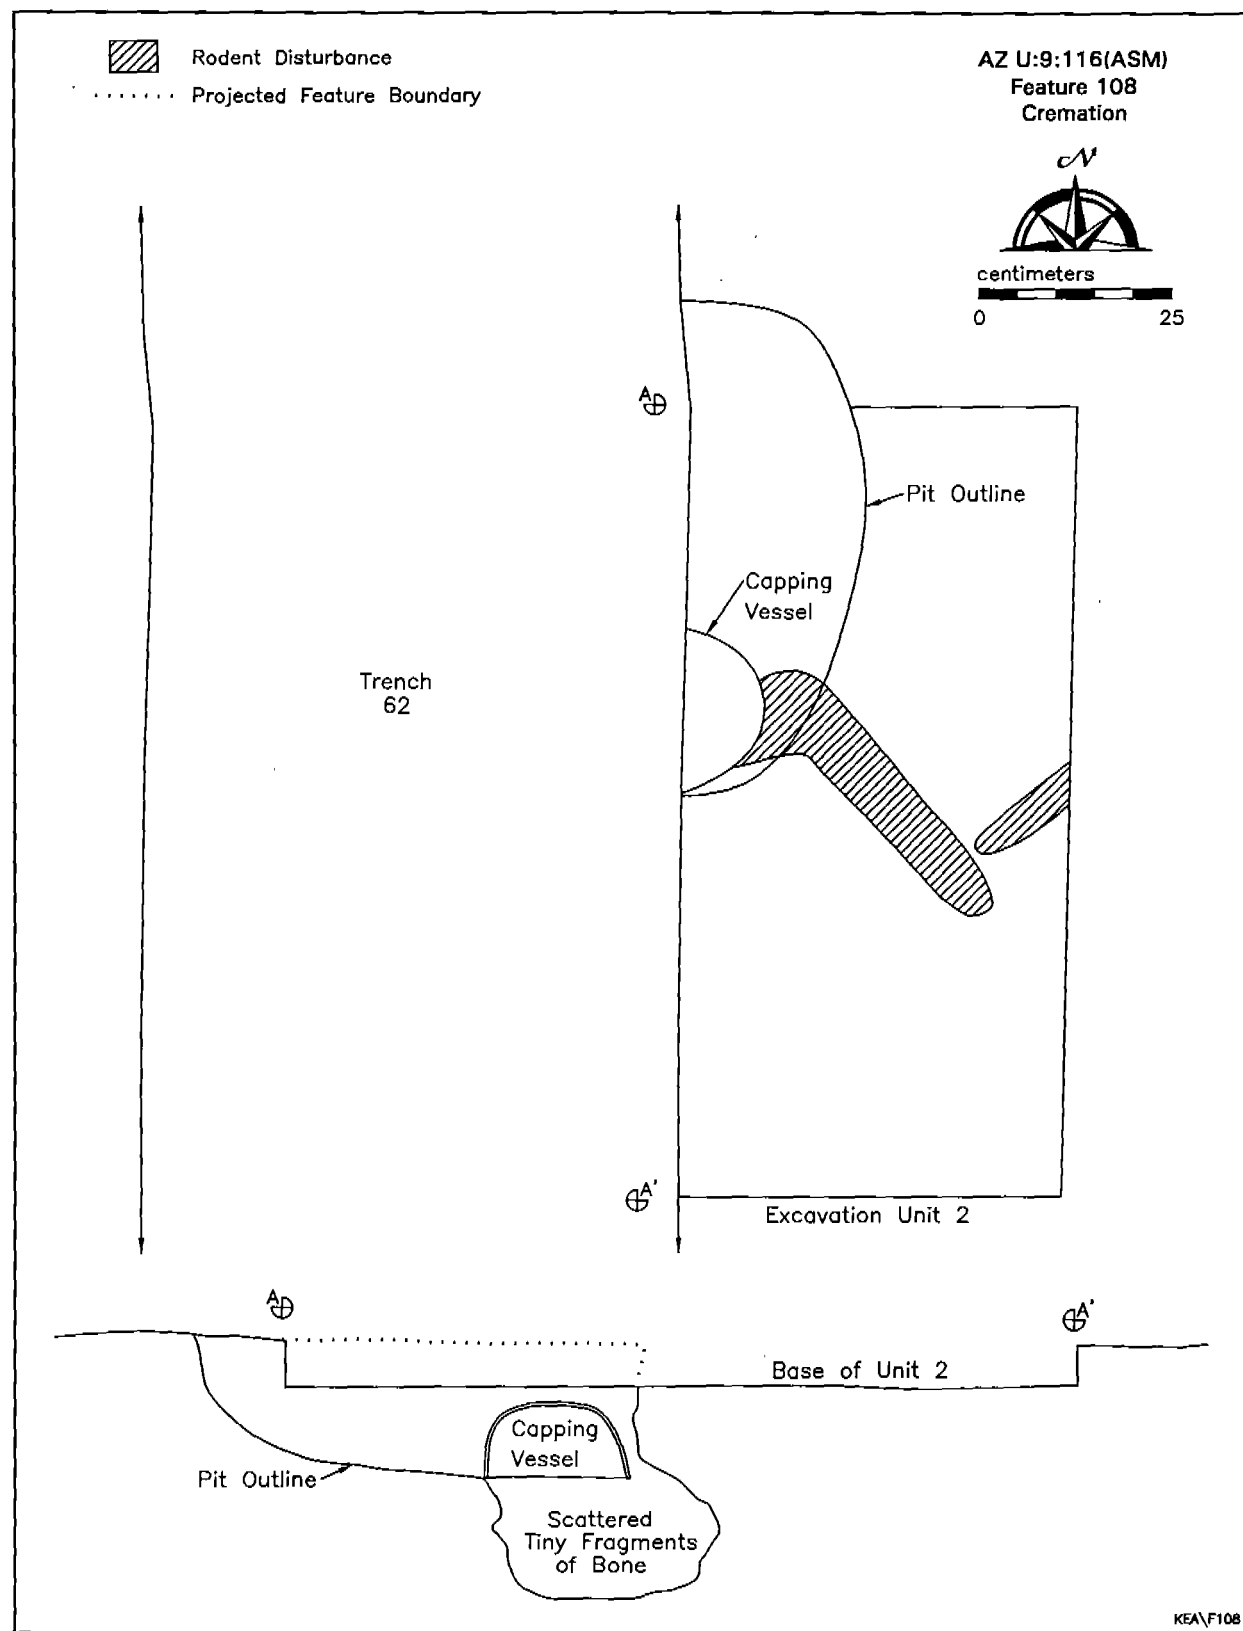 Rodent Disturbance
Projected Feature Boundary
AZ U:9:116(ASM)
Feature 108
Cremation
N
centimeters
0 25
A
Pit Outline
Capping
Vessel
Trench
62
A'
Excavation Unit 2
A
A'
Base of Unit 2
Capping
Vessel
Pit Outline
Scattered
Tiny Fragments
of Bone
KEA\F108